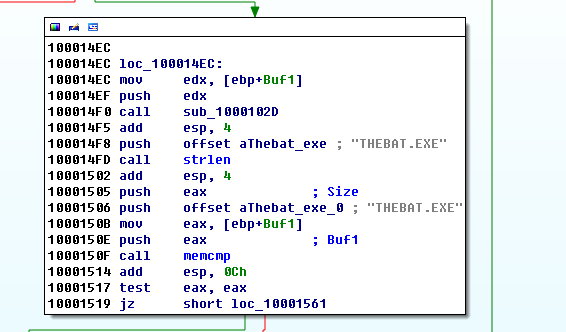 100014EC
100014EC loc_100014EC:
100014EC mov     edx, [ebp+Buf1]
100014EF push    edx
100014F0 call    sub_1000102D
100014F5 add     esp, 4
100014F8 push    offset aThebat_exe ; "THEBAT.EXE"
100014FD call    strlen
10001502 add     esp, 4
10001505 push    eax             ; Size
10001506 push    offset aThebat_exe_0 ; "THEBAT.EXE"
1000150B mov     eax, [ebp+Buf1]
1000150E push    eax             ; Buf1
1000150F call    memcmp
10001514 add     esp, 0Ch
10001517 test    eax, eax
10001519 jz      short loc_10001561